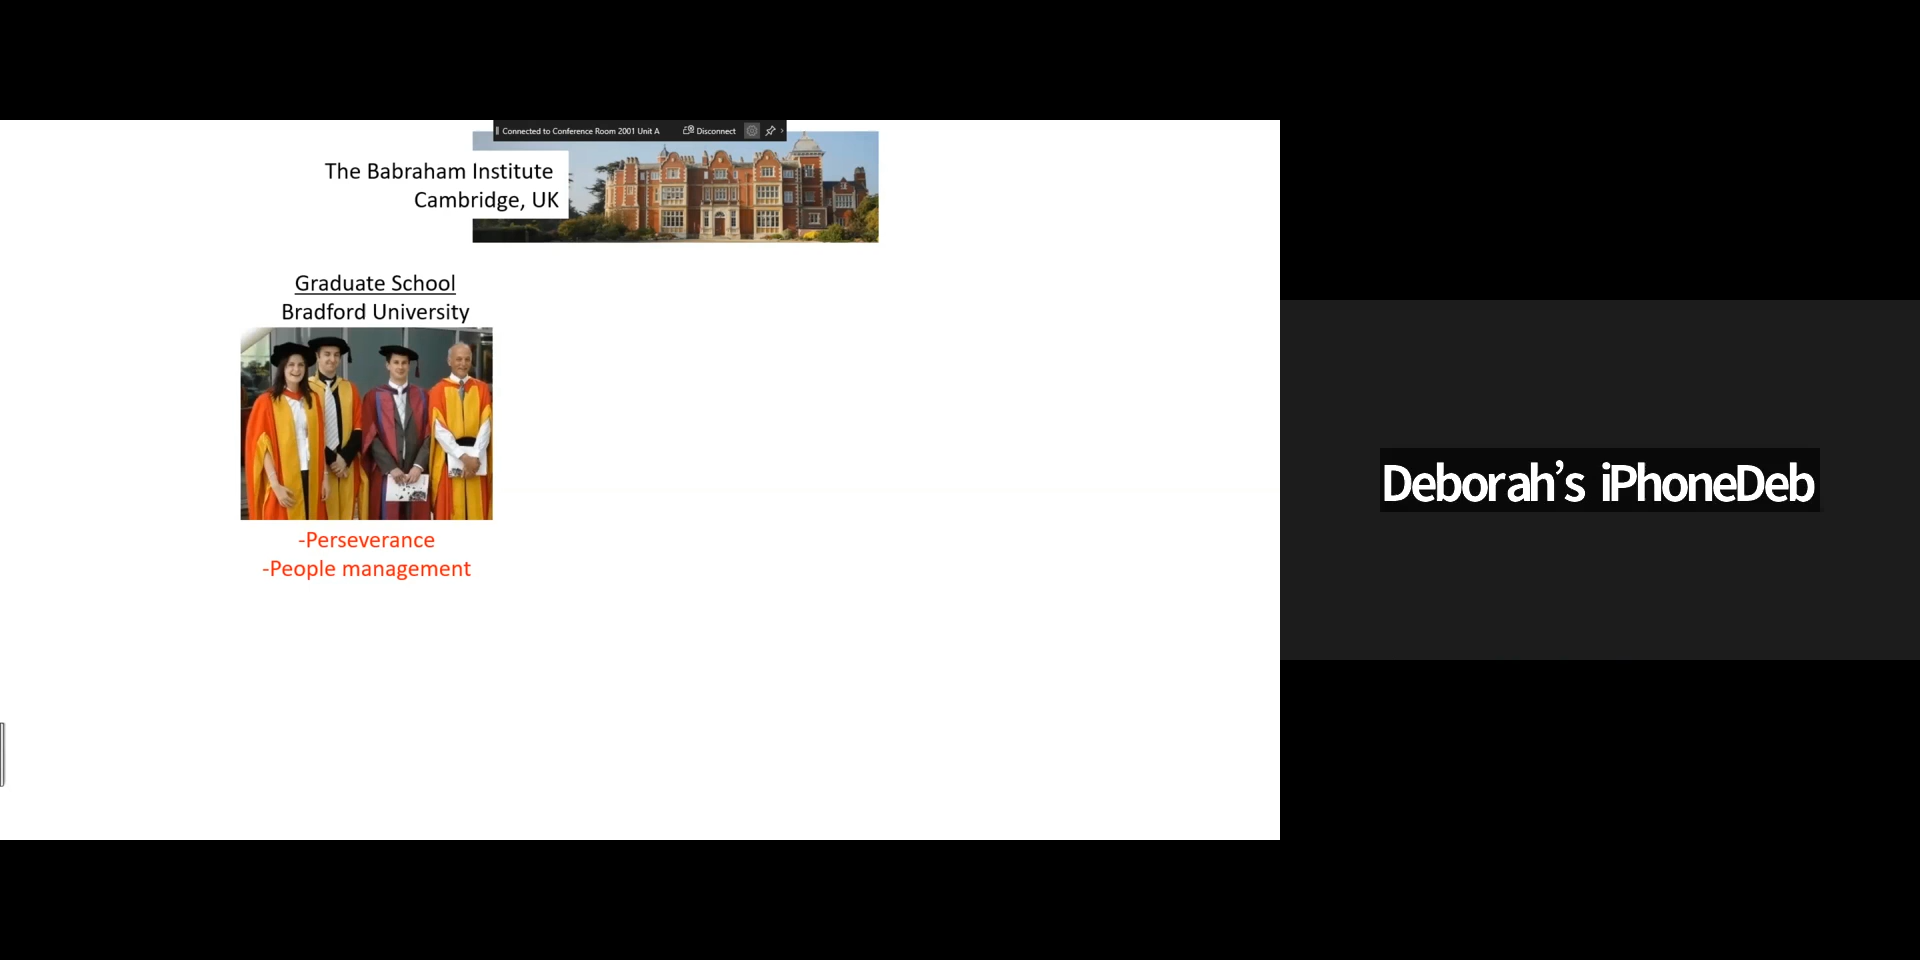 Connected to Conference Room 2001 Unit A Disconnect
The Babraham Institute
Cambridge, UK
Graduate School
Bradford University
-Perseverance
-People management
Deborah’s iPhoneDeb